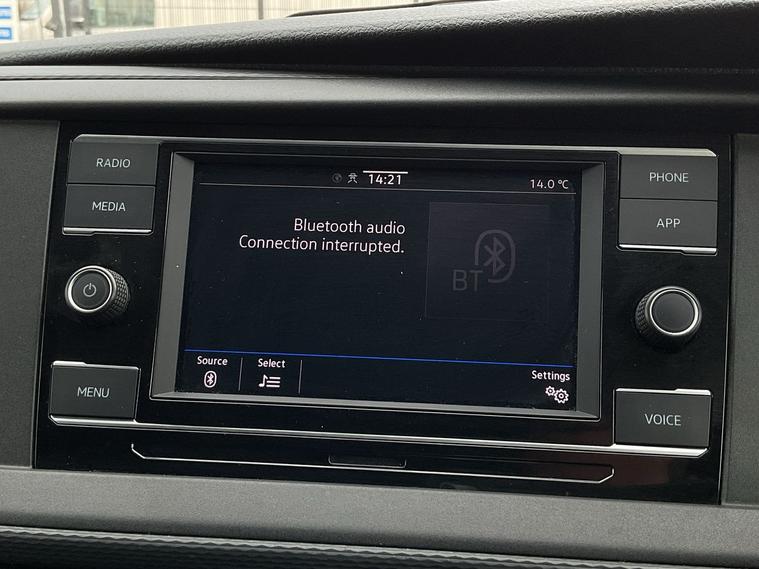 RADIO
MEDIA
MENU
14:21
14.0 °C
Bluetooth audio
Connection interrupted.
BT
Source
Select
Settings
PHONE
APP
VOICE